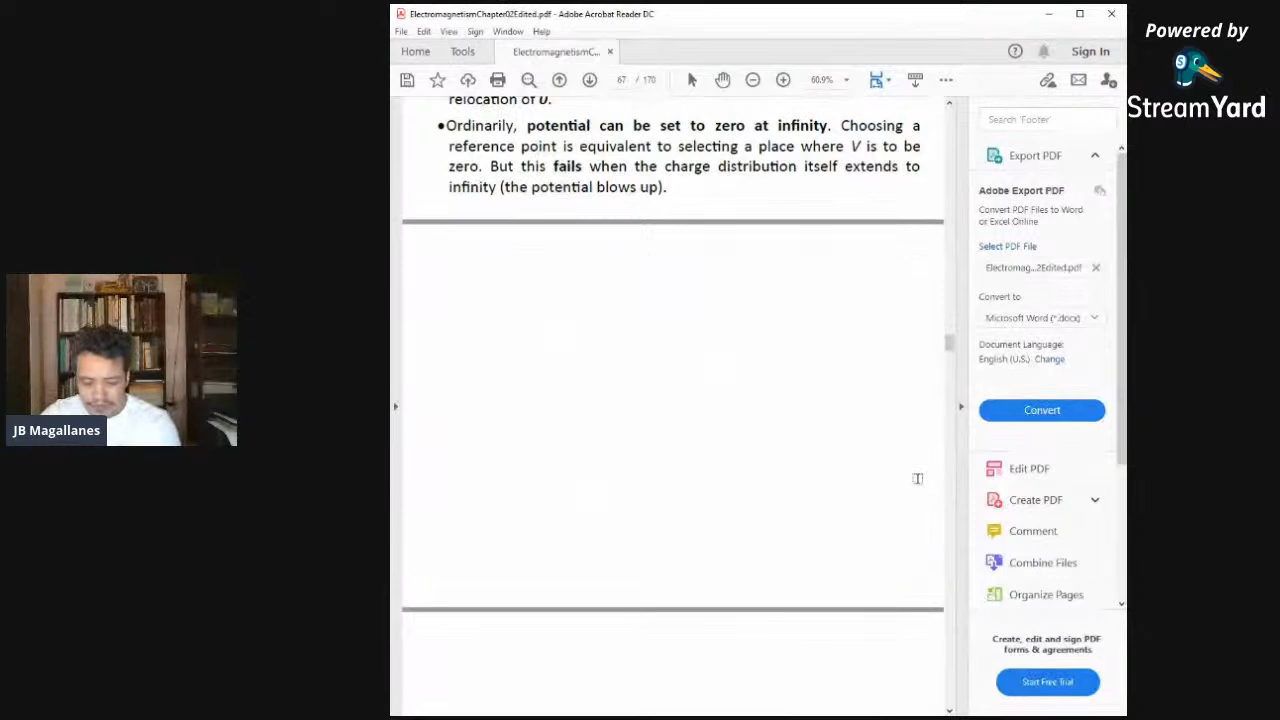 ElectromagnetismChapter02Edited.pdf - Adobe Acrobat Reader DC
File Edit View Sign Window Help
Home Tools ElectromagnetismC... × Sign In
67 / 170 60.9%
relocation of
•Ordinarily, potential can be set to zero at infinity. Choosing a
reference point is equivalent to selecting a place where V is to be
zero. But this fails when the charge distribution itself extends to
infinity (the potential blows up).
Search 'Footer'
Export PDF
Adobe Export PDF
Convert PDF Files to Word
or Excel Online
Select PDF File
Electromag...2Edited.pdf
Convert to
Microsoft Word (*.docx)
Document Language:
English (U.S.) Change
Convert
Edit PDF
Create PDF
Comment
Combine Files
Organize Pages
Create, edit and sign PDF
forms & agreements
Start Free Trial
JB Magallanes
Powered by
S
StreamYard